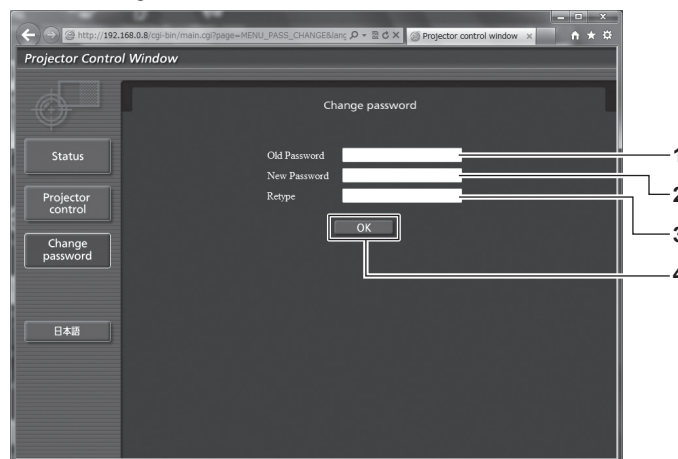 http://192.168.0.8/cgi-bin/main.cgi?page=MENU_PASS_CHANGE&lang
Projector control window
Projector Control Window
Change password
Status
Projector
control
Change
password
日本語
Old Password
New Password
Retype
OK
1
2
3
4